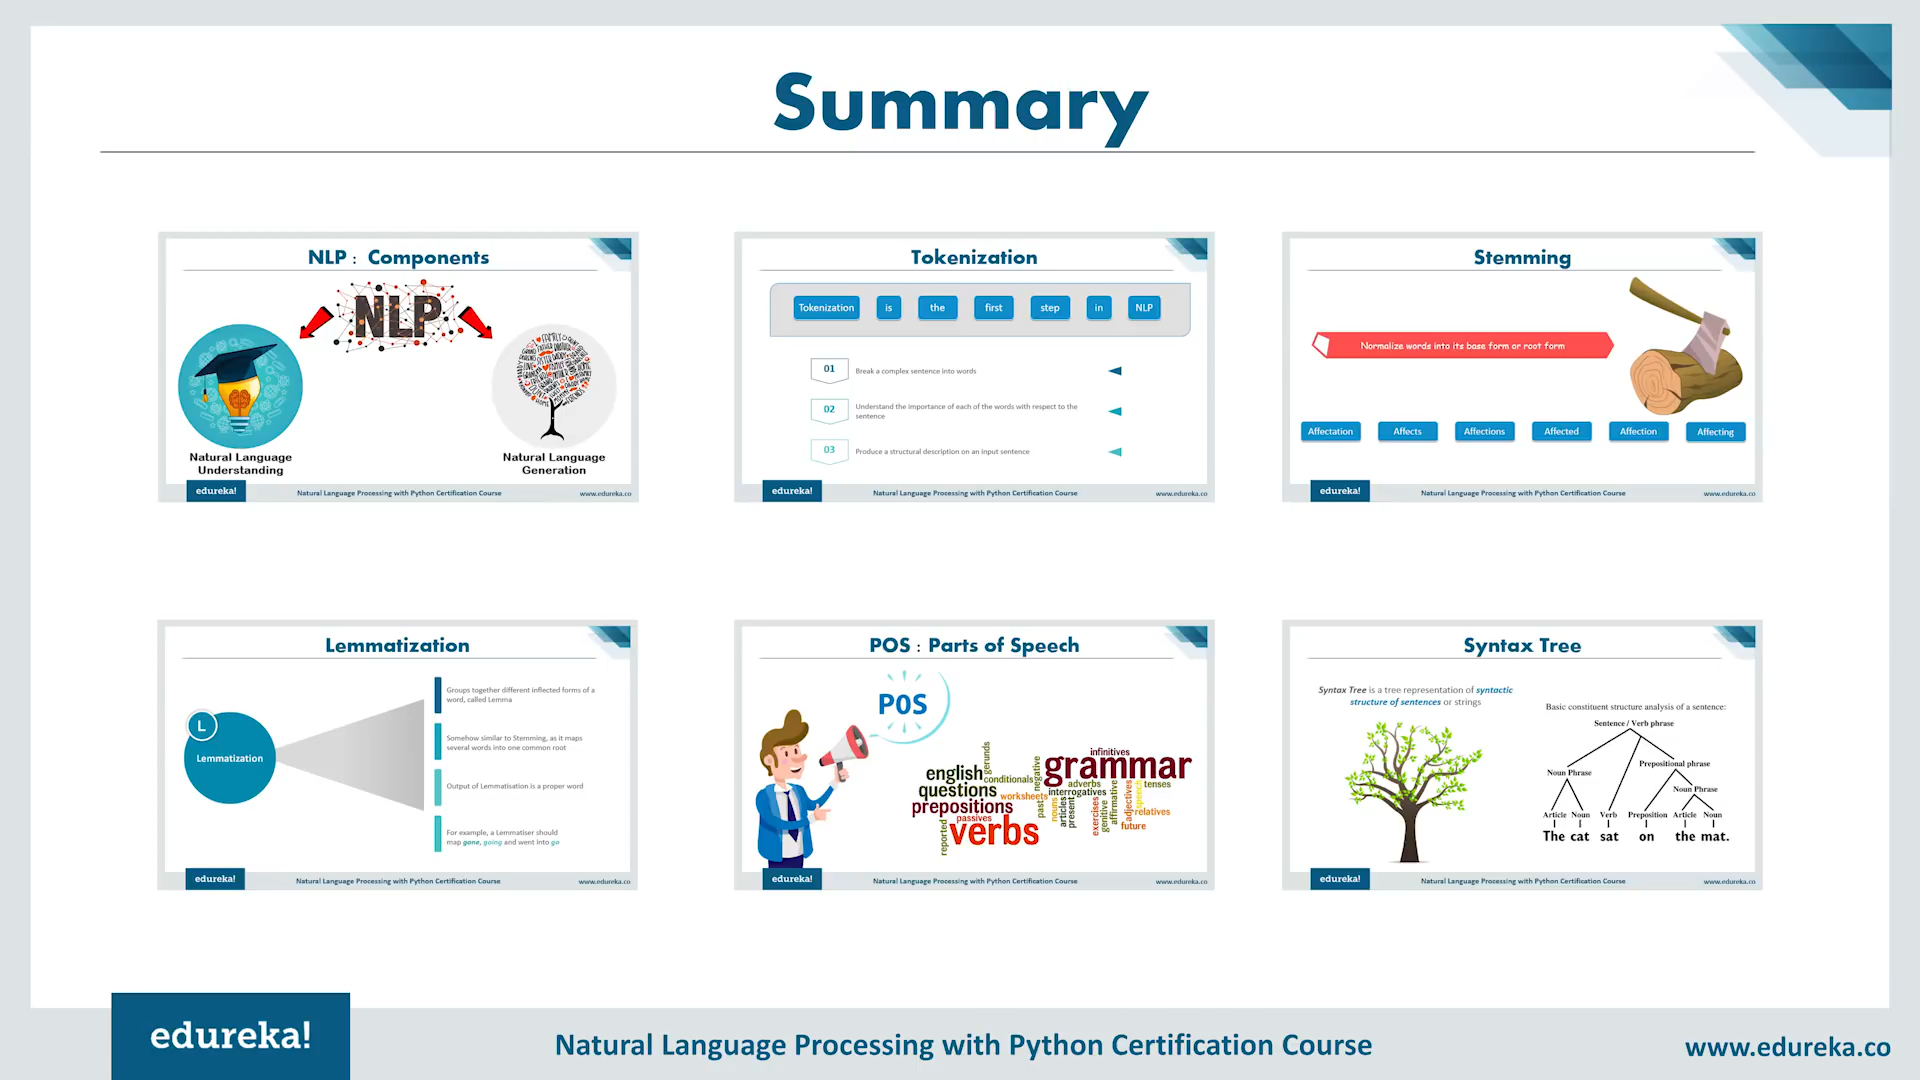 Summary
NLP : Components
NLP
Natural Language
Understanding
Natural Language
Generation
edureka!
Natural Language Processing with Python Certification Course
www.edureka.co
Tokenization
Tokenization is the first step in NLP
01 Break a complex sentence into words
02 Understand the importance of each of the words with respect to the
sentence
03 Produce a structural description on an input sentence
edureka!
Natural Language Processing with Python Certification Course
www.edureka.co
Stemming
Normalize words into its base form or root form
Affectation Affects Affections Affected Affection Affecting
edureka!
Natural Language Processing with Python Certification Course
www.edureka.co
Lemmatization
L
Lemmatization
Groups together different inflected forms of a
word, called Lemma
Somehow similar to Stemming, as it maps
several words into one common root
Output of Lemmatisation is a proper word
For example, a Lemmatiser should
map gone, going and went into go
edureka!
Natural Language Processing with Python Certification Course
www.edureka.co
POS : Parts of Speech
POS
infinitives
grammar
english
gerunds
conditionals
negative
adverbs
tenses
questions
worksheets
interrogatives
prepositions
past
nouns
articles
present
exercises
genitive
affirmative
adjectives
speech
relatives
passives
verbs
future
reported
edureka!
Natural Language Processing with Python Certification Course
www.edureka.co
Syntax Tree
Syntax Tree is a tree representation of syntactic
structure of sentences or strings
Basic constituent structure analysis of a sentence:
Sentence / Verb phrase
Prepositional phrase
Noun Phrase
Noun Phrase
Article Noun Verb Preposition Article Noun
The cat sat on the mat.
edureka!
Natural Language Processing with Python Certification Course
www.edureka.co
edureka!
Natural Language Processing with Python Certification Course
www.edureka.co